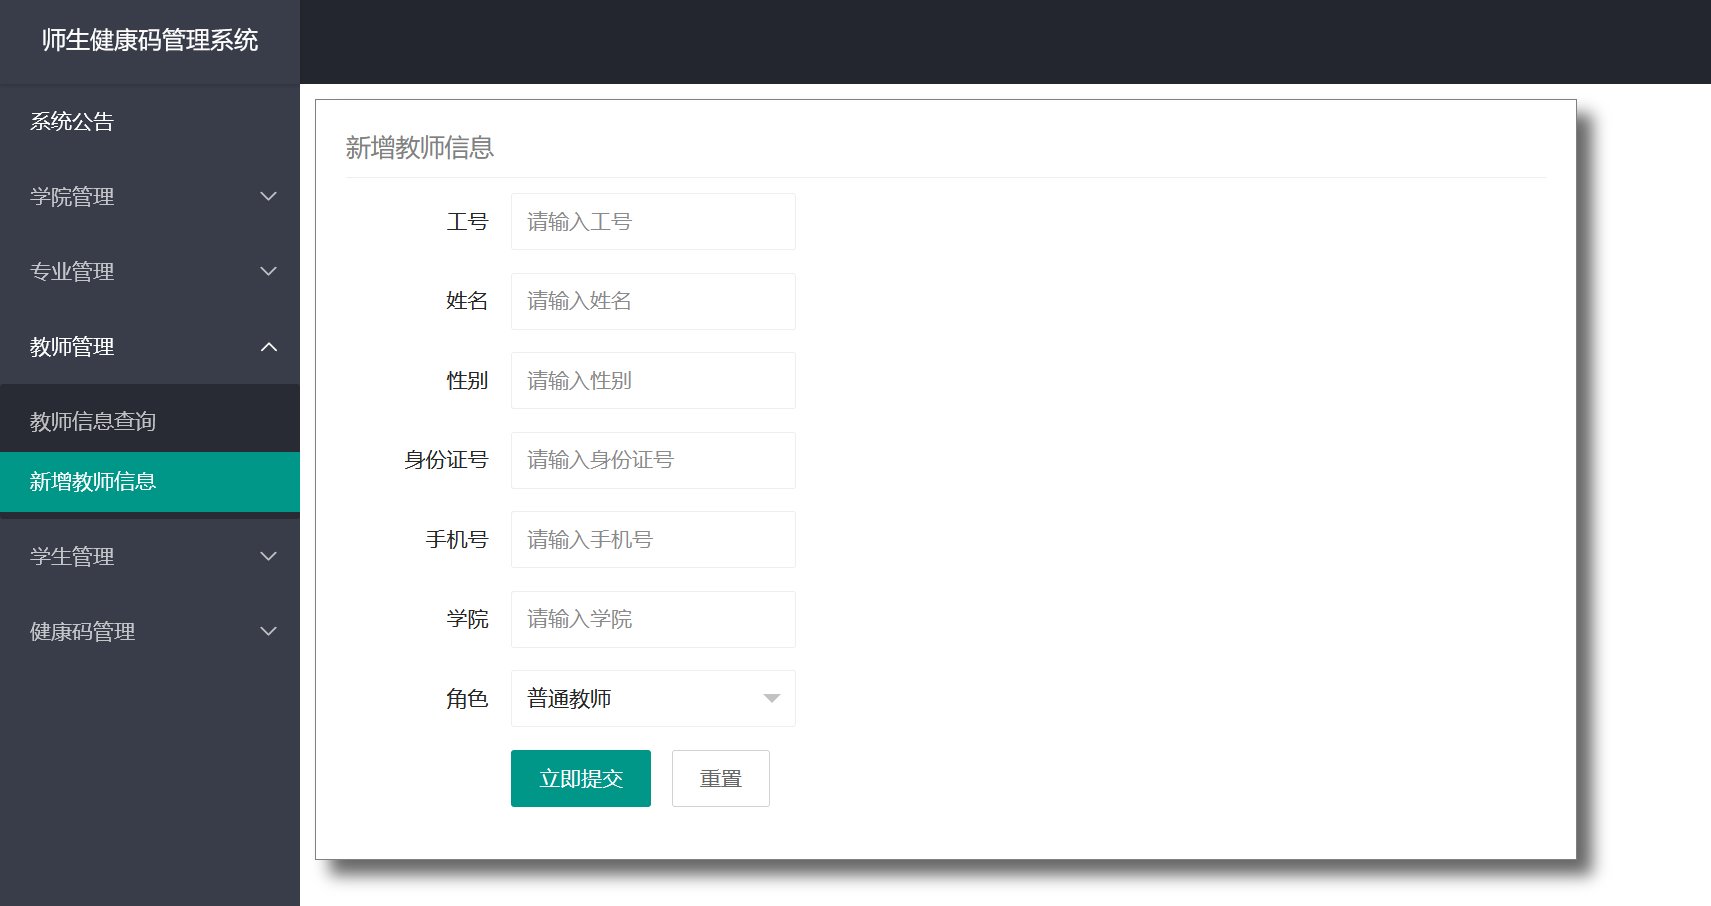 师生健康码管理系统
系统公告
学院管理
专业管理
教师管理
教师信息查询
新增教师信息
学生管理
健康码管理
新增教师信息
工号 请输入工号
姓名 请输入姓名
性别 请输入性别
身份证号 请输入身份证号
手机号 请输入手机号
学院 请输入学院
角色 普通教师
立即提交 重置